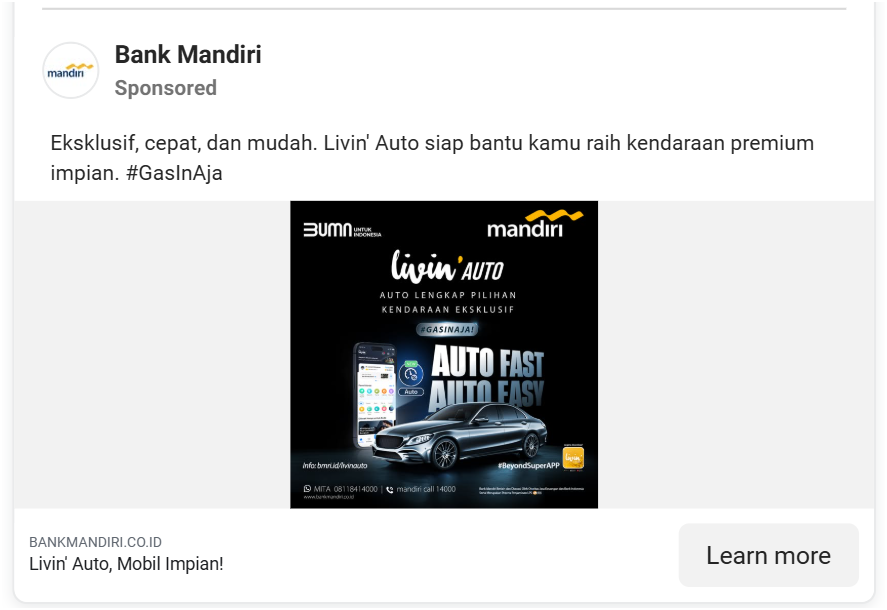 mandiri
Bank Mandiri
Sponsored
Eksklusif, cepat, dan mudah. Livin' Auto siap bantu kamu raih kendaraan premium
impian. #GasInAja
BUMN UNTUK
INDONESIA
mandiri
livin' AUTO
AUTO LENGKAP PILIHAN
KENDARAAN EKSKLUSIF
#GASINAJA!
AUTO FAST
AUTO EASY
Auto
livin'
Info: bmri.id/livinauto
#BeyondSuperAPP
MITA 08118414000 | mandiri call 14000
www.bankmandiri.co.id
BANKMANDIRI.CO.ID
Livin' Auto, Mobil Impian!
Learn more